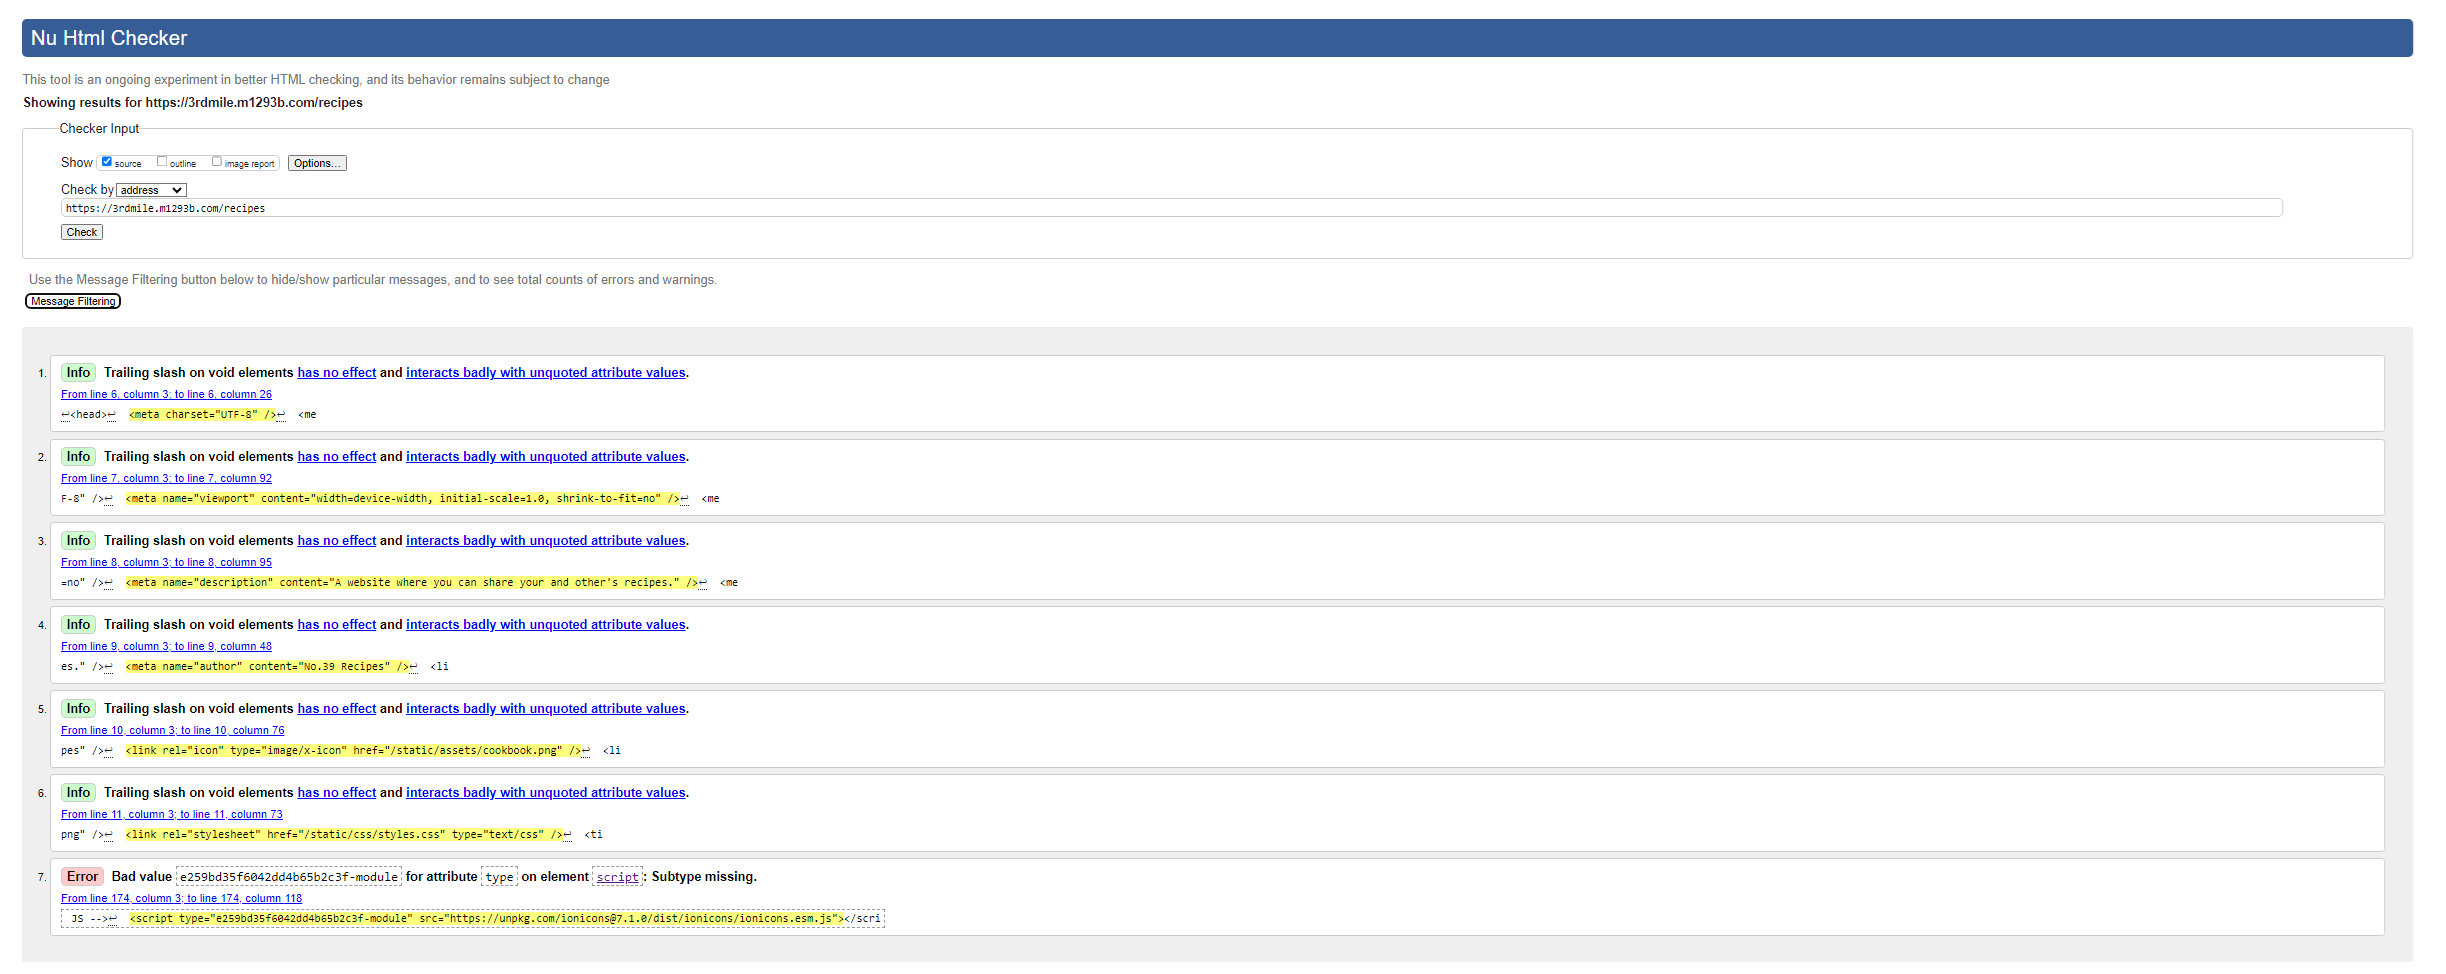 Nu Html Checker
This tool is an ongoing experiment in better HTML checking, and its behavior remains subject to change
Showing results for https://3rdmile.m1293b.com/recipes
Checker Input
Show source outline image report Options...
Check by address
https://3rdmile.m1293b.com/recipes
Check
Use the Message Filtering button below to hide/show particular messages, and to see total counts of errors and warnings.
Message Filtering
1. Info Trailing slash on void elements has no effect and interacts badly with unquoted attribute values.
From line 6, column 3; to line 6, column 26
↩<head>↩  <meta charset="UTF-8" />↩  <me
2. Info Trailing slash on void elements has no effect and interacts badly with unquoted attribute values.
From line 7, column 3; to line 7, column 92
F-8" />↩  <meta name="viewport" content="width=device-width, initial-scale=1.0, shrink-to-fit=no" />↩  <me
3. Info Trailing slash on void elements has no effect and interacts badly with unquoted attribute values.
From line 8, column 3; to line 8, column 95
=no" />↩  <meta name="description" content="A website where you can share your and other's recipes." />↩  <me
4. Info Trailing slash on void elements has no effect and interacts badly with unquoted attribute values.
From line 9, column 3; to line 9, column 48
es." />↩  <meta name="author" content="No.39 Recipes" />↩  <li
5. Info Trailing slash on void elements has no effect and interacts badly with unquoted attribute values.
From line 10, column 3; to line 10, column 76
pes" />↩  <link rel="icon" type="image/x-icon" href="/static/assets/cookbook.png" />↩  <li
6. Info Trailing slash on void elements has no effect and interacts badly with unquoted attribute values.
From line 11, column 3; to line 11, column 73
png" />↩  <link rel="stylesheet" href="/static/css/styles.css" type="text/css" />↩  <ti
7. Error Bad value e259bd35f6042dd4b65b2c3f-module for attribute type on element script: Subtype missing.
From line 174, column 3; to line 174, column 118
JS -->↩  <script type="e259bd35f6042dd4b65b2c3f-module" src="https://unpkg.com/ionicons@7.1.0/dist/ionicons/ionicons.esm.js"></scri